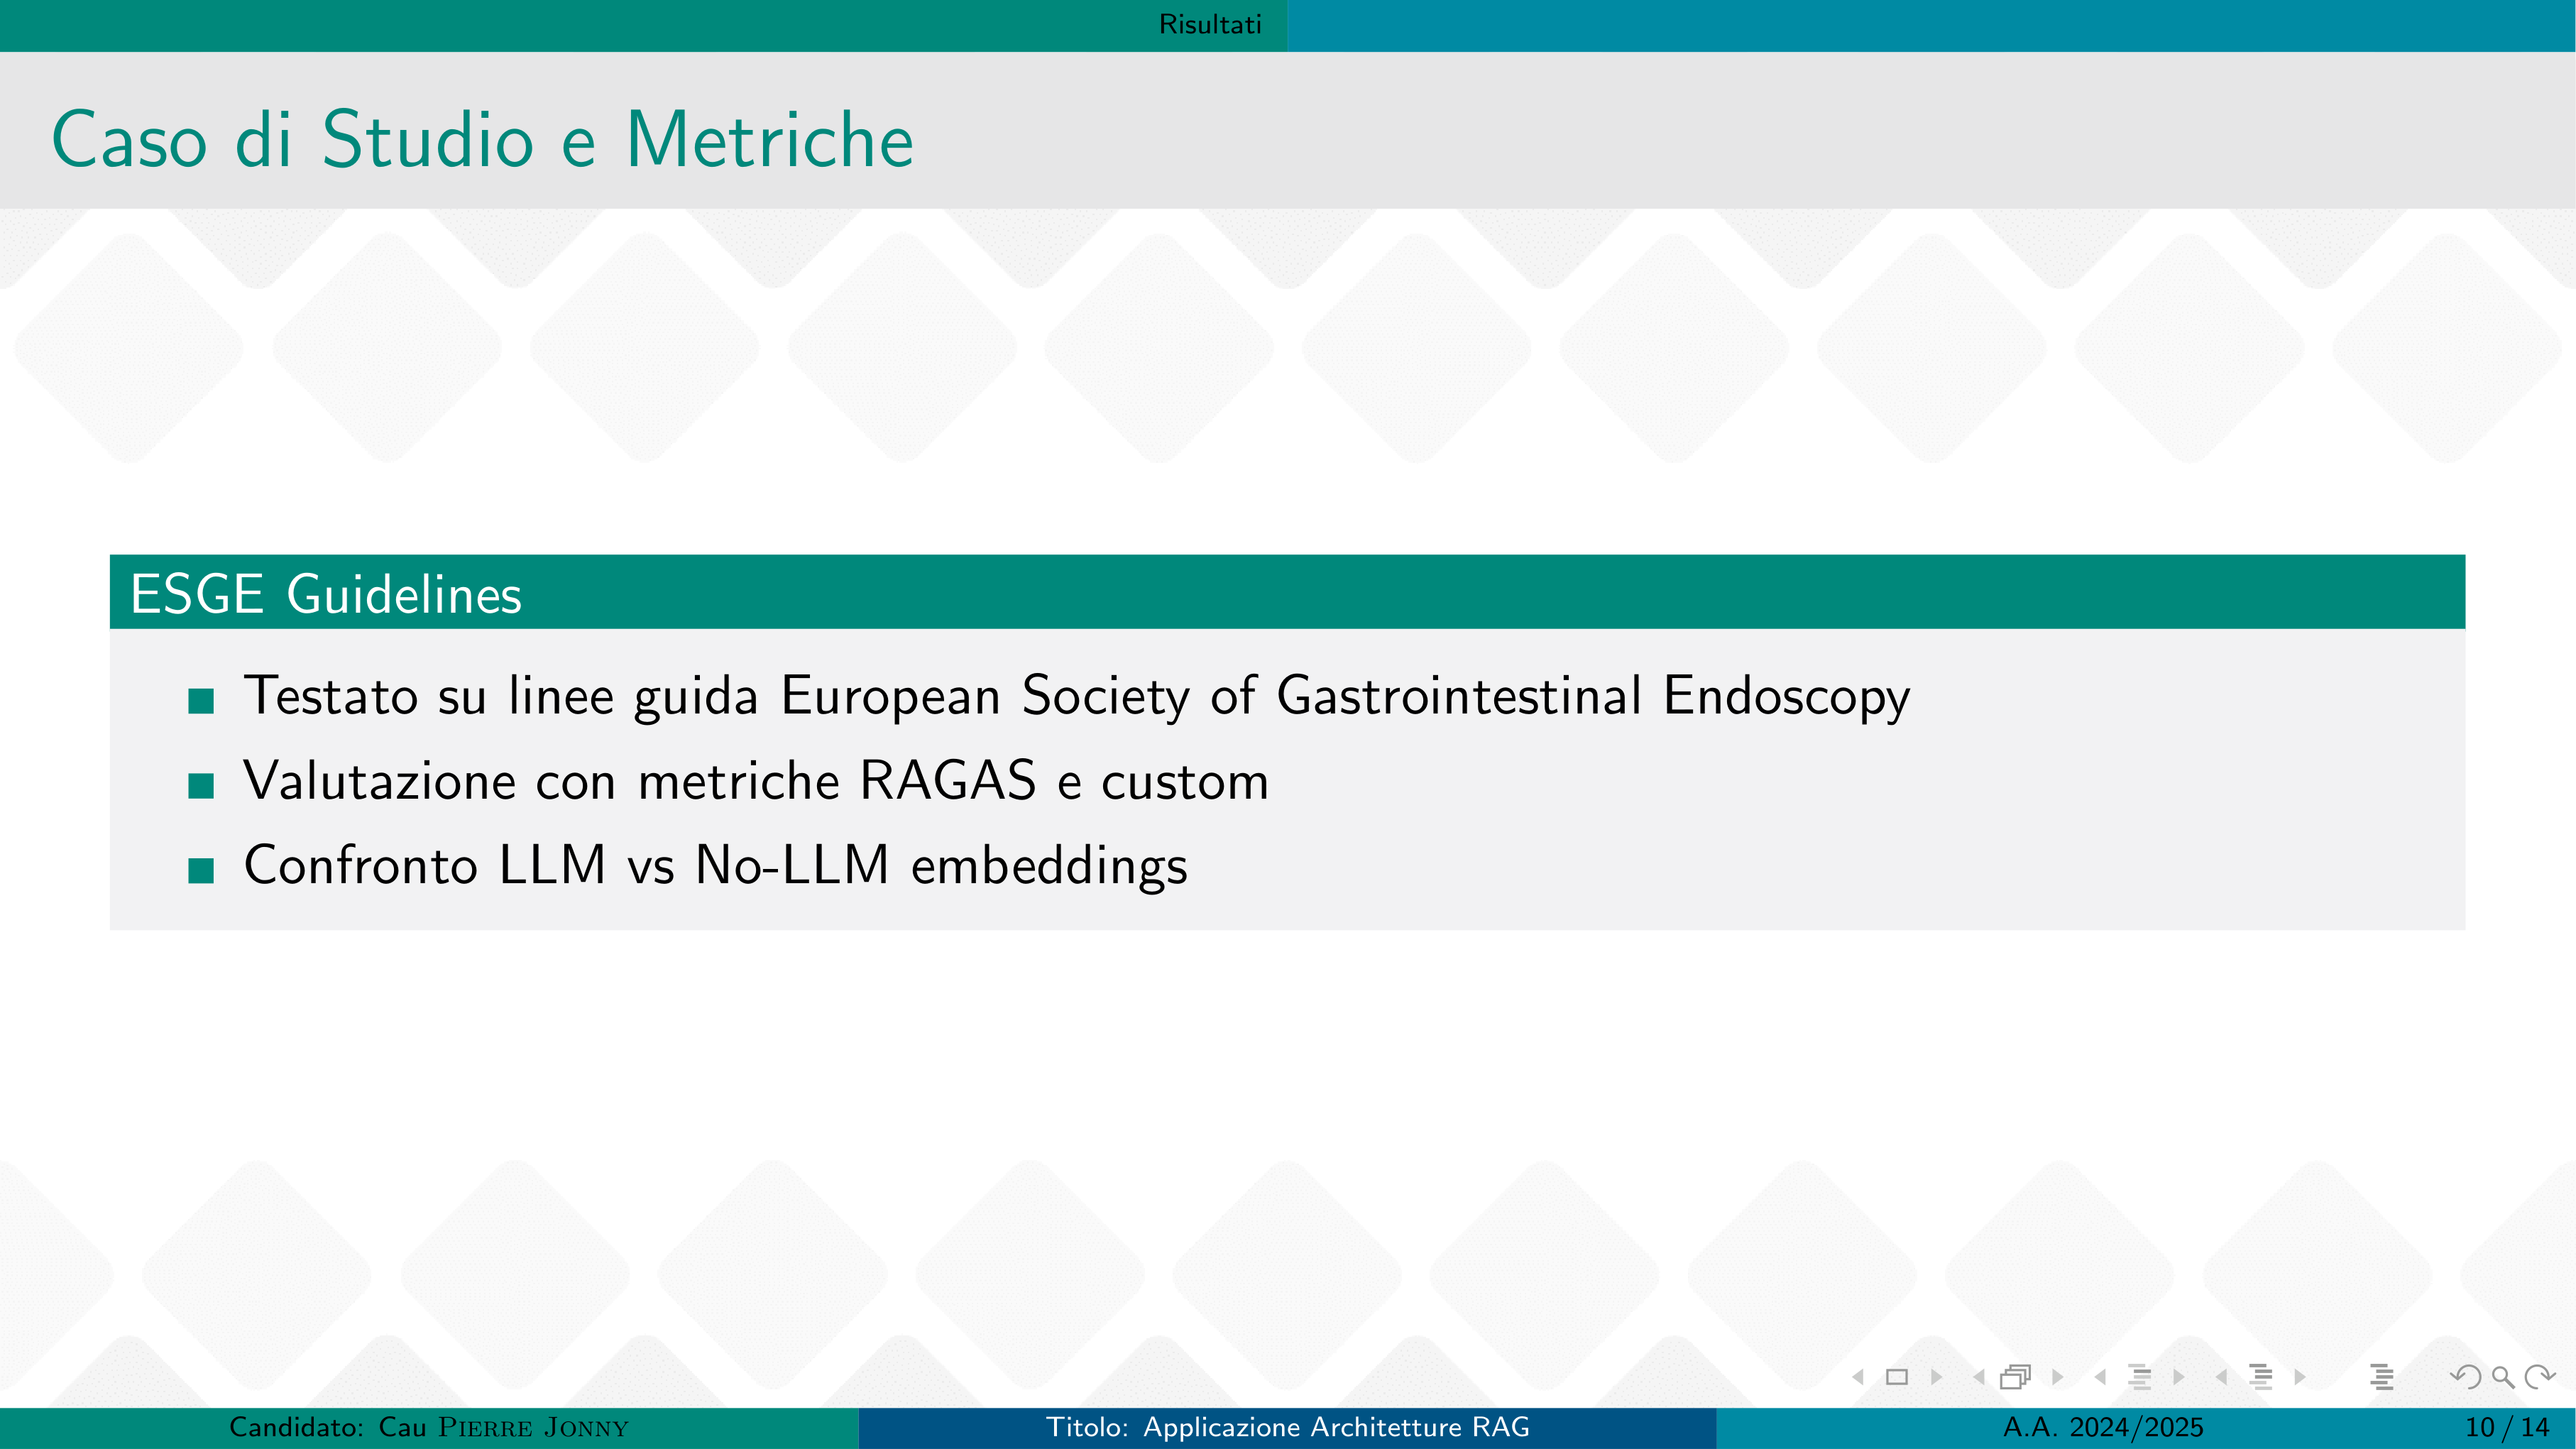 Risultati
Caso di Studio e Metriche
ESGE Guidelines
Testato su linee guida European Society of Gastrointestinal Endoscopy
Valutazione con metriche RAGAS e custom
Confronto LLM vs No-LLM embeddings
Candidato: Cau Pierre Jonny
Titolo: Applicazione Architetture RAG
A.A. 2024/2025
10 / 14